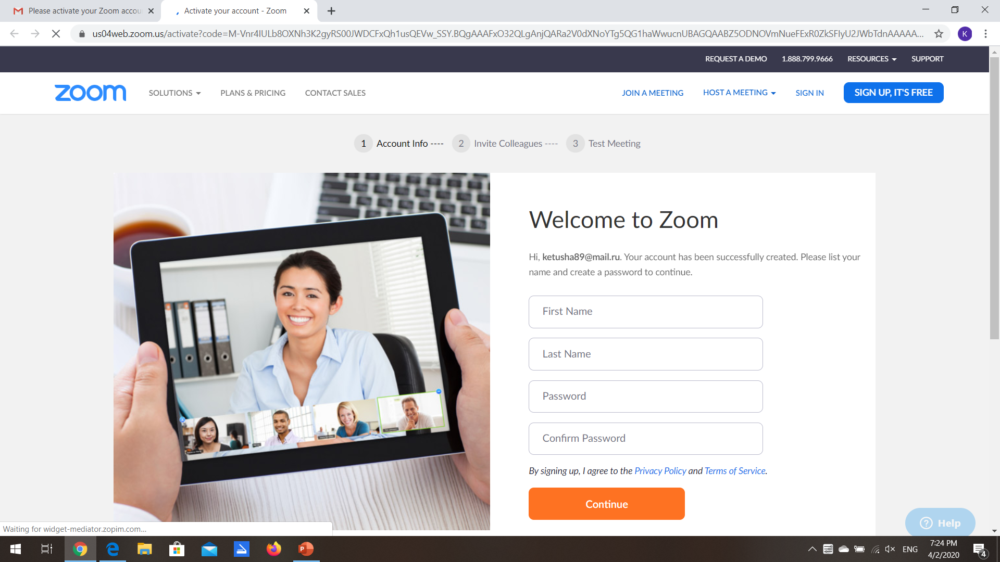 Please activate your Zoom accou
Activate your account - Zoom
us04web.zoom.us/activate?code=M-Vnr4IULb8OXNh3K2gyRS00JWDCFxQh1usQEVw_SSY.BQgAAAFxO32QLgAnjQARa2V0dXNoYTg5QG1haWwucnUBAGQAABZ5ODNOVmNueFExR0ZkSFlyU2JWbTdnAAAAA...
K
REQUEST A DEMO 1.888.799.9666 RESOURCES SUPPORT
zoom SOLUTIONS PLANS & PRICING CONTACT SALES JOIN A MEETING HOST A MEETING SIGN IN SIGN UP, IT'S FREE
1 Account Info ---- 2 Invite Colleagues ---- 3 Test Meeting
Welcome to Zoom
Hi, ketusha89@mail.ru. Your account has been successfully created. Please list your
name and create a password to continue.
First Name
Last Name
Password
Confirm Password
By signing up, I agree to the Privacy Policy and Terms of Service.
Continue
Help
Waiting for widget-mediator.zopim.com...
P
ENG
7:24 PM
4/2/2020
4